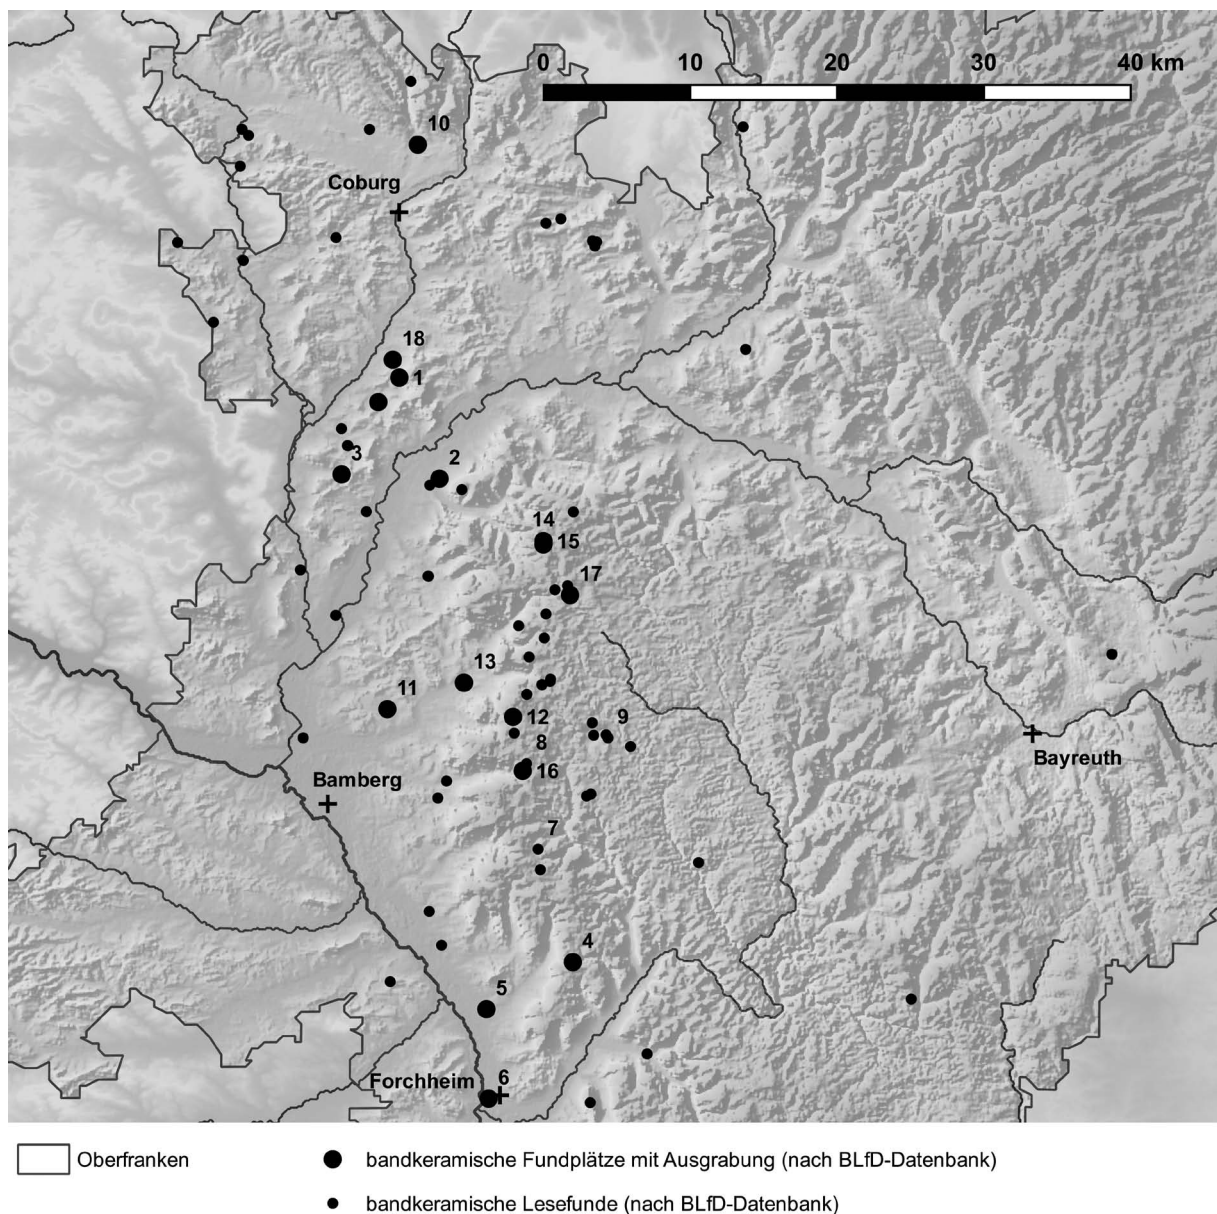 0 10 20 30 40 km
10
Coburg
18
1
3
2
14
15
17
13
11
12
9
8
16
Bamberg
Bayreuth
7
4
5
6
Forchheim
Oberfranken
bandkeramische Fundplätze mit Ausgrabung (nach BLfD-Datenbank)
bandkeramische Lesefunde (nach BLfD-Datenbank)